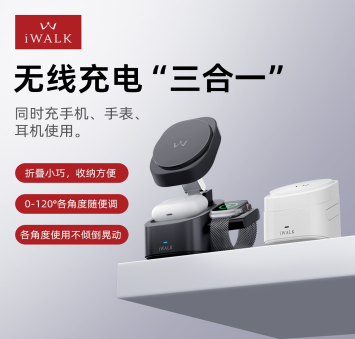 iWALK
无线充电“三合一”
同时充手机、手表、
耳机使用。
折叠小巧，收纳方便
0-120°各角度随便调
各角度使用不倾倒晃动
iWALK
iWALK